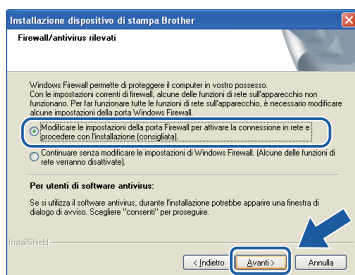 Installazione dispositivo di stampa Brother
Firewall/antivirus rilevati
Windows Firewall permette di proteggere il computer in vostro possesso.
Con le impostazioni correnti di firewall, alcune delle funzioni di rete sull'apparecchio non
funzionano. Per far funzionare tutte le funzioni di rete sull'apparecchio, è necessario modificare
alcune impostazioni della porta Windows Firewall.
Modificare le impostazioni della porta Firewall per attivare la connessione in rete e
procedere con l'installazione (consigliata).
Continuare senza modificare le impostazioni di Windows Firewall. (Alcune delle funzioni di
rete verranno disattivate).
Per utenti di software antivirus:
Se si utilizza il software antivirus, durante l'installazione potrebbe apparire una finestra di
dialogo di avviso. Scegliere "consenti" per proseguire.
InstallShield
< Indietro
Avanti >
Annulla